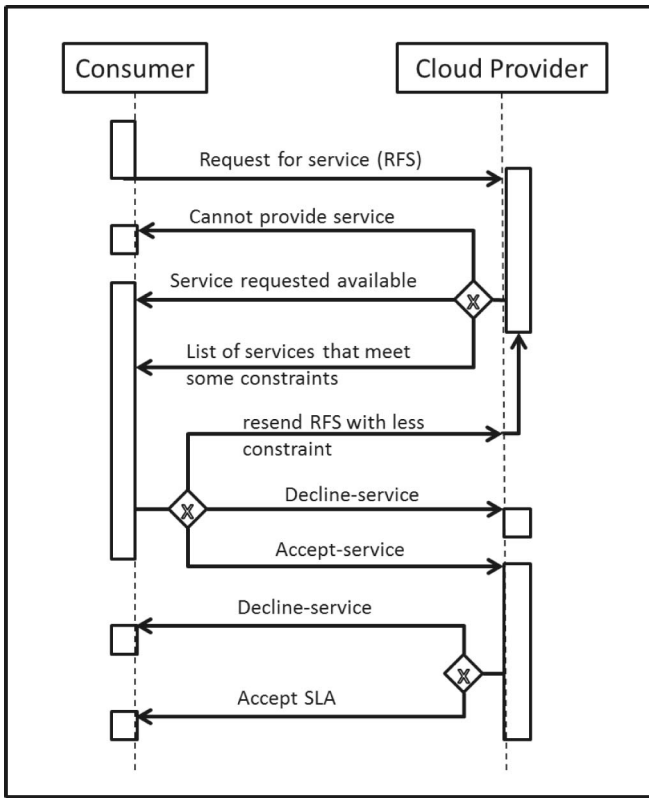 Consumer
Cloud Provider
Request for service (RFS)
Cannot provide service
X
Service requested available
List of services that meet
some constraints
resend RFS with less
constraint
X
Decline-service
Accept-service
Decline-service
X
Accept SLA